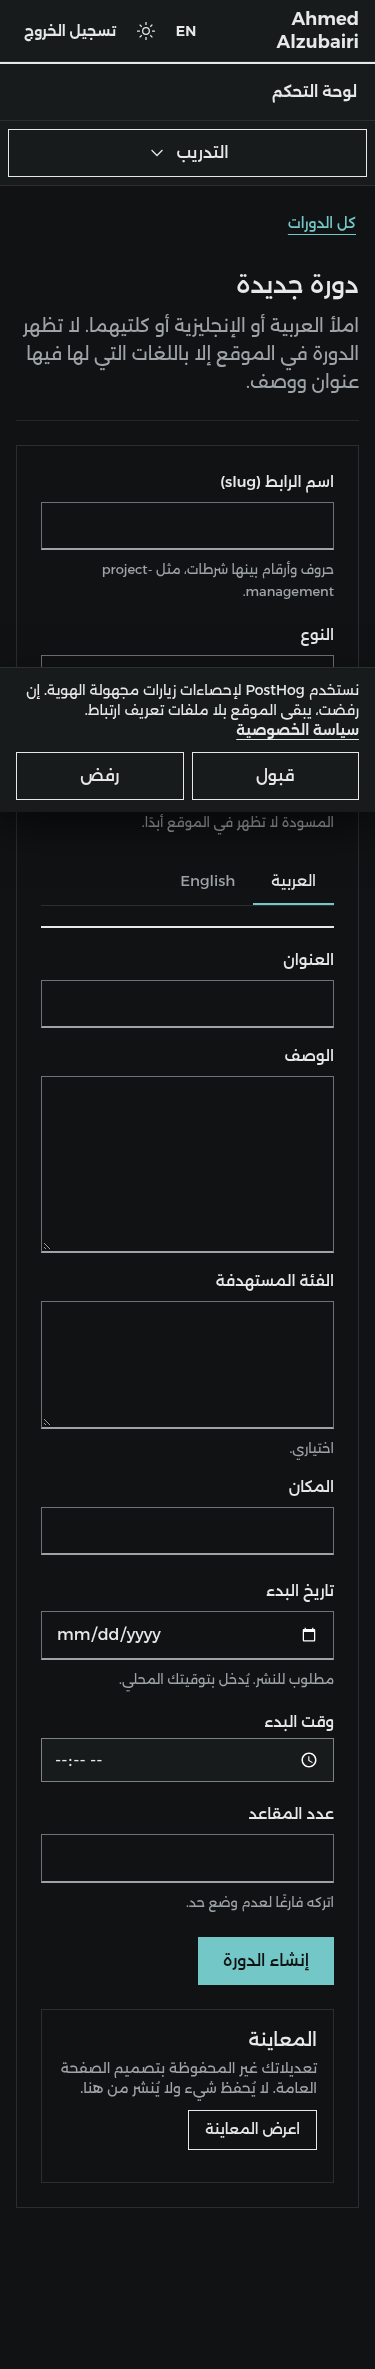 Ahmed
Alzubairi
EN
تسجيل الخروج
لوحة التحكم
التدريب
كل الدورات
دورة جديدة
املأ العربية أو الإنجليزية أو كلتيهما. لا تظهر
الدورة في الموقع إلا باللغات التي لها فيها
عنوان ووصف.
اسم الرابط (slug)
حروف وأرقام بينها شرطات، مثل project-
management.
النوع
نستخدم PostHog لإحصاءات زيارات مجهولة الهوية. إن
رفضت، يبقى الموقع بلا ملفات تعريف ارتباط.
سياسة الخصوصية
قبول
رفض
المسودة لا تظهر في الموقع أبدًا.
العربية
English
العنوان
الوصف
الفئة المستهدفة
اختياري.
المكان
تاريخ البدء
mm/dd/yyyy
مطلوب للنشر. يُدخل بتوقيتك المحلي.
وقت البدء
--:-- --
عدد المقاعد
اتركه فارغًا لعدم وضع حد.
إنشاء الدورة
المعاينة
تعديلاتك غير المحفوظة بتصميم الصفحة
العامة. لا يُحفظ شيء ولا يُنشر من هنا.
اعرض المعاينة